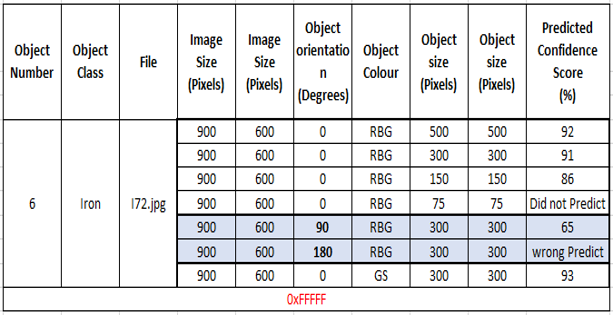 Object Number Object Class File Image Size (Pixels) Image Size (Pixels) Object orientatio n (Degrees) Object Colour Object size (Pixels) Object size (Pixels) Predicted Confidence Score (%)
900 600 0 RBG 500 500 92
900 600 0 RBG 300 300 91
900 600 0 RBG 150 150 86
6 Iron I72.jpg 900 600 0 RBG 75 75 Did not Predict
900 600 90 RBG 300 300 65
900 600 180 RBG 300 300 wrong Predict
900 600 0 GS 300 300 93
0xFFFFF